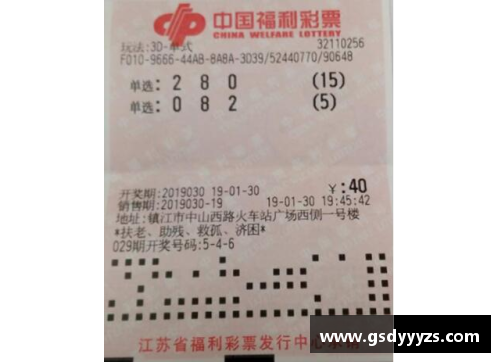 中国福利彩票
CHINA WELFARE LOTTERY
玩法:3D-单式 32110256
F010-9666-44AB-8A8A-3D39/52440770/90648
单选: 2 8 0 (15)
单选: 0 8 2 (5)
开奖期:2019030 19-01-30 ¥:40
销售期:2019030-19 19-01-30 19:45:42
地址:镇江市中山西路火车站广场西侧一号楼
*扶老、助残、救孤、济困*
029期开奖号码:5-4-6
www.gsdyyyzs.com
江苏省福利彩票发行中心承销